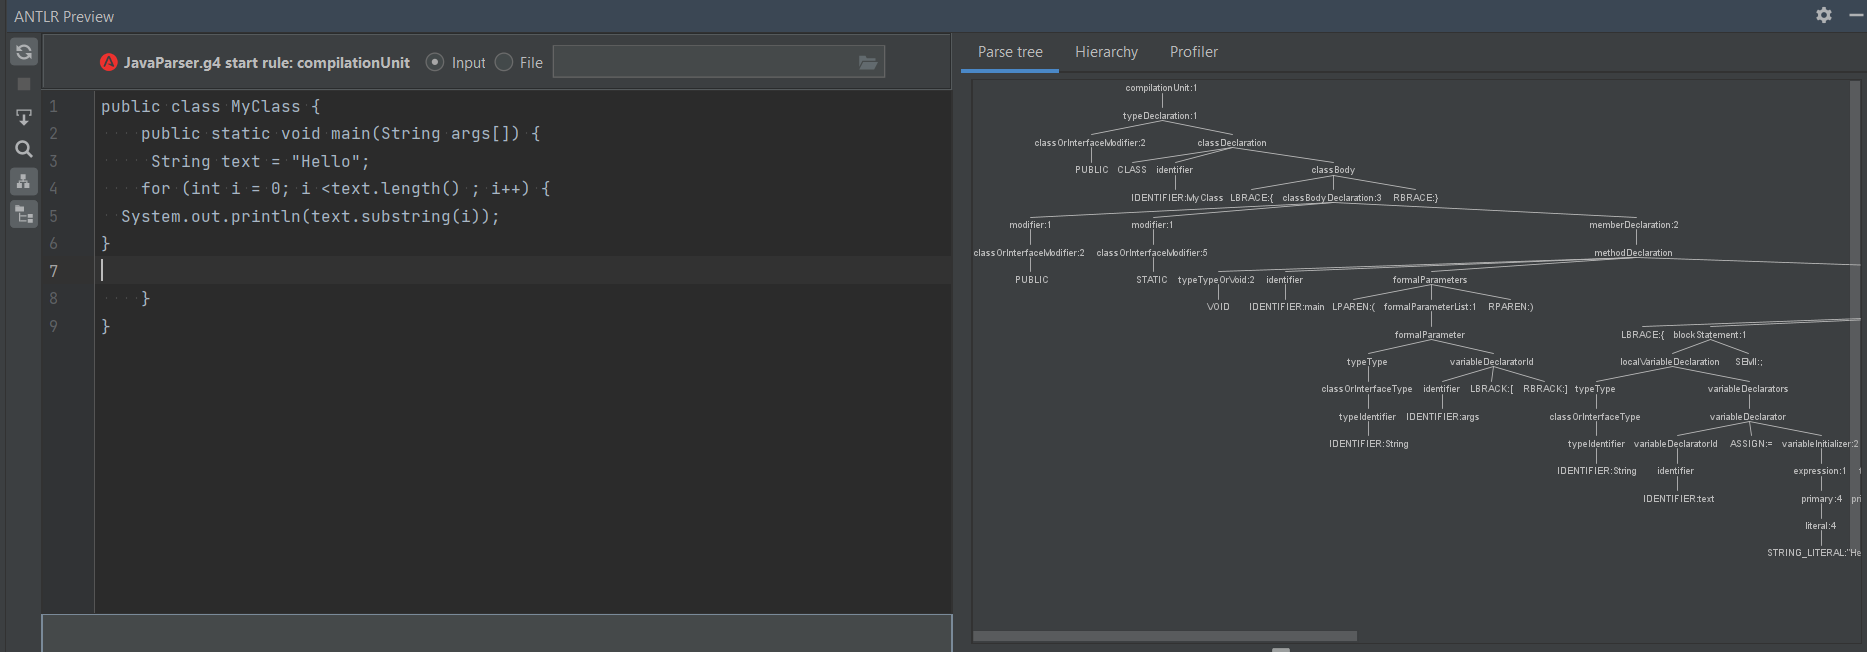 ANTLR Preview
JavaParser.g4 start rule: compilationUnit Input File
1 public class MyClass {
2 public static void main(String args[]) {
3 String text = "Hello";
4 for (int i = 0; i <text.length() ; i++) {
5 System.out.println(text.substring(i));
6 }
7
8 }
9 }
Parse tree Hierarchy Profiler
compilationUnit:1
typeDeclaration:1
classOrInterfaceModifier:2 classDeclaration
PUBLIC CLASS identifier classBody
IDENTIFIER:MyClass LBRACE:{ classBodyDeclaration:3 RBRACE:}
modifier:1 modifier:1 memberDeclaration:2
classOrInterfaceModifier:2 classOrInterfaceModifier:5 methodDeclaration
PUBLIC STATIC typeTypeOrVoid:2 identifier formalParameters
VOID IDENTIFIER:main LPAREN:( formalParameterList:1 RPAREN:)
formalParameter LBRACE:{ blockStatement:1
typeType variableDeclaratorId localVariableDeclaration SEMI:;
classOrInterfaceType identifier LBRACK:[ RBRACK:] typeType variableDeclarators
typeIdentifier IDENTIFIER:args classOrInterfaceType variableDeclarator
IDENTIFIER:String typeIdentifier variableDeclaratorId ASSIGN:= variableInitializer:2
IDENTIFIER:String identifier expression:1
IDENTIFIER:text primary:4 pri
literal:4
STRING_LITERAL:"He